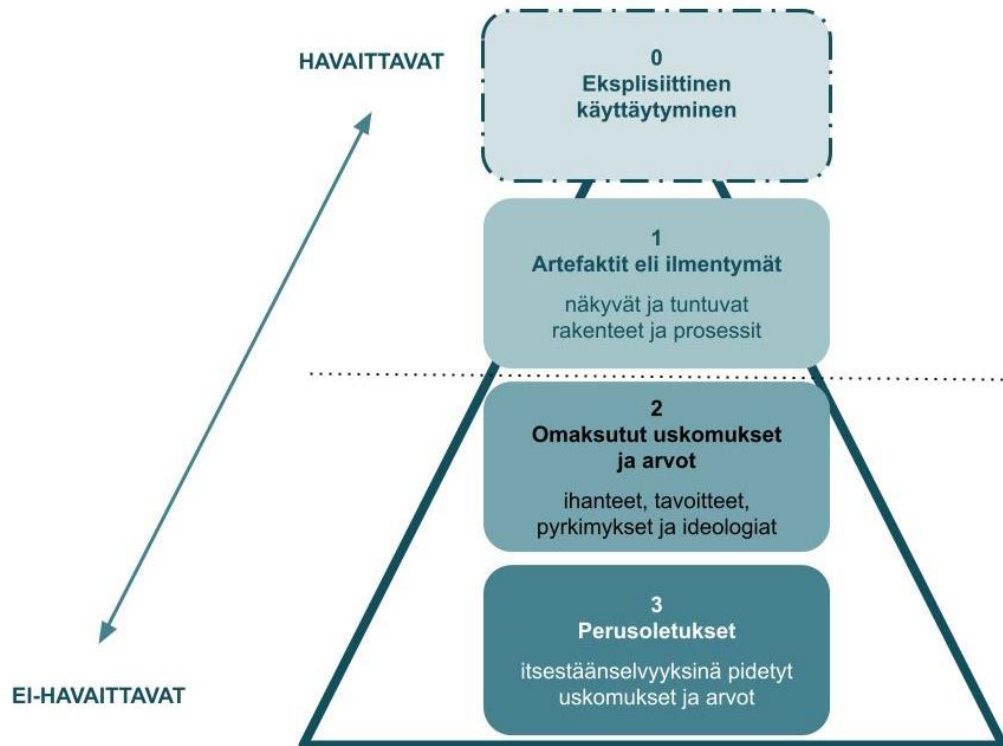 HAVAITTAVAT
0
Eksplisiittinen
käyttäytyminen
1
Artefaktit eli ilmentymät
näkyvät ja tuntuvat
rakenteet ja prosessit
2
Omaksutut uskomukset
ja arvot
ihanteet, tavoitteet,
pyrkimykset ja ideologiat
3
Perusoletukset
itsestäänselvyyksinä pidetyt
uskomukset ja arvot
EI-HAVAITTAVAT